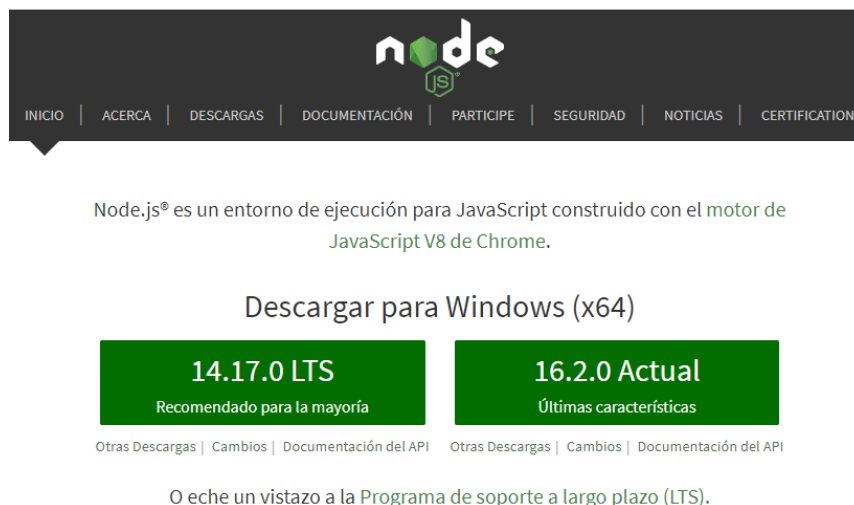 node
JS
INICIO | ACERCA | DESCARGAS | DOCUMENTACIÓN | PARTICIPE | SEGURIDAD | NOTICIAS | CERTIFICATION
Node.js® es un entorno de ejecución para JavaScript construido con el motor de
JavaScript V8 de Chrome.
Descargar para Windows (x64)
14.17.0 LTS
Recomendado para la mayoría
16.2.0 Actual
Últimas características
Otras Descargas | Cambios | Documentación del API
Otras Descargas | Cambios | Documentación del API
O eche un vistazo a la Programa de soporte a largo plazo (LTS).